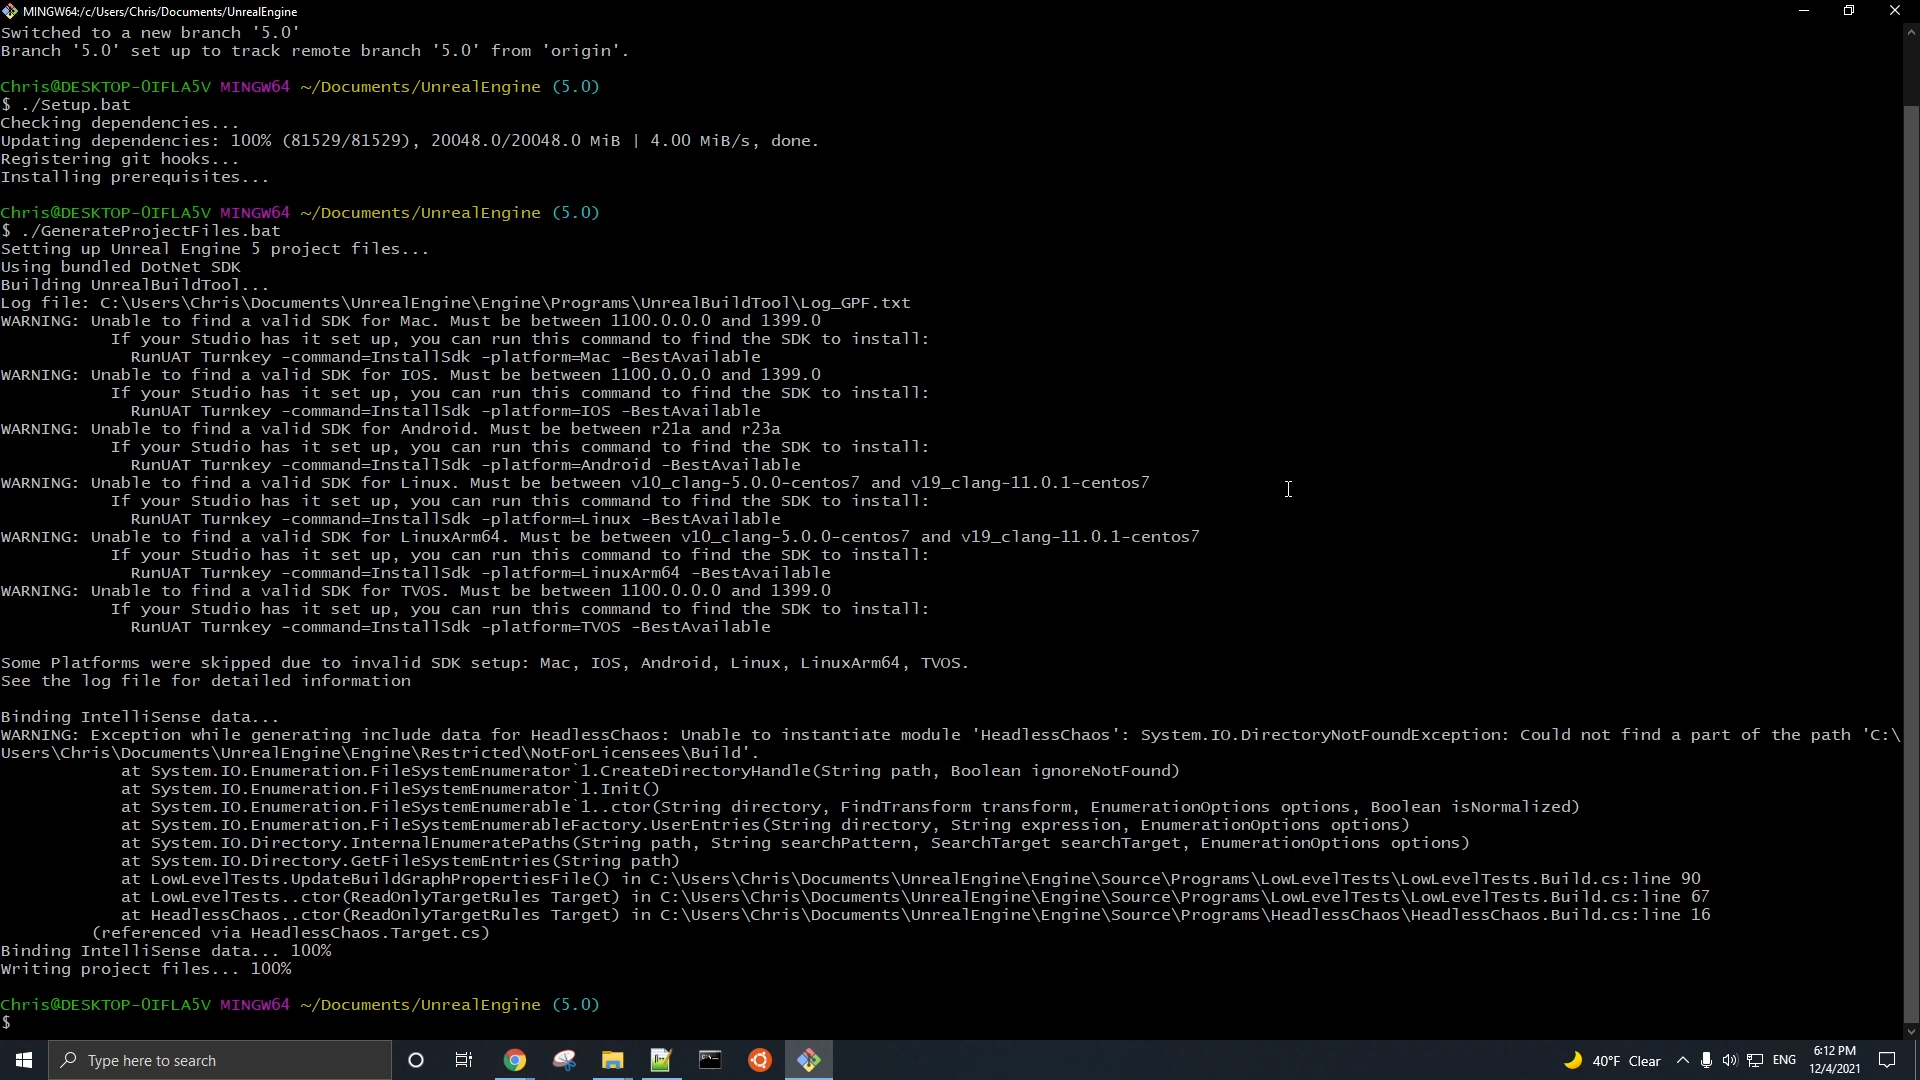 MINGW64:/c/Users/Chris/Documents/UnrealEngine
Switched to a new branch '5.0'
Branch '5.0' set up to track remote branch '5.0' from 'origin'.
Chris@DESKTOP-OIFLA5V MINGW64 ~/Documents/UnrealEngine (5.0)
$ ./Setup.bat
Checking dependencies...
Updating dependencies: 100% (81529/81529), 20048.0/20048.0 MiB | 4.00 MiB/s, done.
Registering git hooks...
Installing prerequisites...
Chris@DESKTOP-OIFLA5V MINGW64 ~/Documents/UnrealEngine (5.0)
$ ./GenerateProjectFiles.bat
Setting up Unreal Engine 5 project files...
Using bundled DotNet SDK
Building UnrealBuildTool...
Log file: C:\Users\Chris\Documents\UnrealEngine\Engine\Programs\UnrealBuildTool\Log_GPF.txt
WARNING: Unable to find a valid SDK for Mac. Must be between 1100.0.0.0 and 1399.0
If your Studio has it set up, you can run this command to find the SDK to install:
RunUAT Turnkey -command=InstallSdk -platform=Mac -BestAvailable
WARNING: Unable to find a valid SDK for IOS. Must be between 1100.0.0.0 and 1399.0
If your Studio has it set up, you can run this command to find the SDK to install:
RunUAT Turnkey -command=InstallSdk -platform=IOS -BestAvailable
WARNING: Unable to find a valid SDK for Android. Must be between r21a and r23a
If your Studio has it set up, you can run this command to find the SDK to install:
RunUAT Turnkey -command=InstallSdk -platform=Android -BestAvailable
WARNING: Unable to find a valid SDK for Linux. Must be between v10_clang-5.0.0-centos7 and v19_clang-11.0.1-centos7
If your Studio has it set up, you can run this command to find the SDK to install:
RunUAT Turnkey -command=InstallSdk -platform=Linux -BestAvailable
WARNING: Unable to find a valid SDK for LinuxArm64. Must be between v10_clang-5.0.0-centos7 and v19_clang-11.0.1-centos7
If your Studio has it set up, you can run this command to find the SDK to install:
RunUAT Turnkey -command=InstallSdk -platform=LinuxArm64 -BestAvailable
WARNING: Unable to find a valid SDK for TVOS. Must be between 1100.0.0.0 and 1399.0
If your Studio has it set up, you can run this command to find the SDK to install:
RunUAT Turnkey -command=InstallSdk -platform=TVOS -BestAvailable
Some Platforms were skipped due to invalid SDK setup: Mac, IOS, Android, Linux, LinuxArm64, TVOS.
See the log file for detailed information
Binding IntelliSense data...
WARNING: Exception while generating include data for HeadlessChaos: Unable to instantiate module 'HeadlessChaos': System.IO.DirectoryNotFoundException: Could not find a part of the path 'C:\
Users\Chris\Documents\UnrealEngine\Engine\Restricted\NotForLicensees\Build'.
at System.IO.Enumeration.FileSystemEnumerator`1.CreateDirectoryHandle(String path, Boolean ignoreNotFound)
at System.IO.Enumeration.FileSystemEnumerator`1.Init()
at System.IO.Enumeration.FileSystemEnumerable`1..ctor(String directory, FindTransform transform, EnumerationOptions options, Boolean isNormalized)
at System.IO.Enumeration.FileSystemEnumerableFactory.UserEntries(String directory, String expression, EnumerationOptions options)
at System.IO.Directory.InternalEnumeratePaths(String path, String searchPattern, SearchTarget searchTarget, EnumerationOptions options)
at System.IO.Directory.GetFileSystemEntries(String path)
at LowLevelTests.UpdateBuildGraphPropertiesFile() in C:\Users\Chris\Documents\UnrealEngine\Engine\Source\Programs\LowLevelTests\LowLevelTests.Build.cs:line 90
at LowLevelTests..ctor(ReadOnlyTargetRules Target) in C:\Users\Chris\Documents\UnrealEngine\Engine\Source\Programs\LowLevelTests\LowLevelTests.Build.cs:line 67
at HeadlessChaos..ctor(ReadOnlyTargetRules Target) in C:\Users\Chris\Documents\UnrealEngine\Engine\Source\Programs\HeadlessChaos\HeadlessChaos.Build.cs:line 16
(referenced via HeadlessChaos.Target.cs)
Binding IntelliSense data... 100%
Writing project files... 100%
Chris@DESKTOP-OIFLA5V MINGW64 ~/Documents/UnrealEngine (5.0)
$
Type here to search
40°F Clear
ENG
6:12 PM
12/4/2021